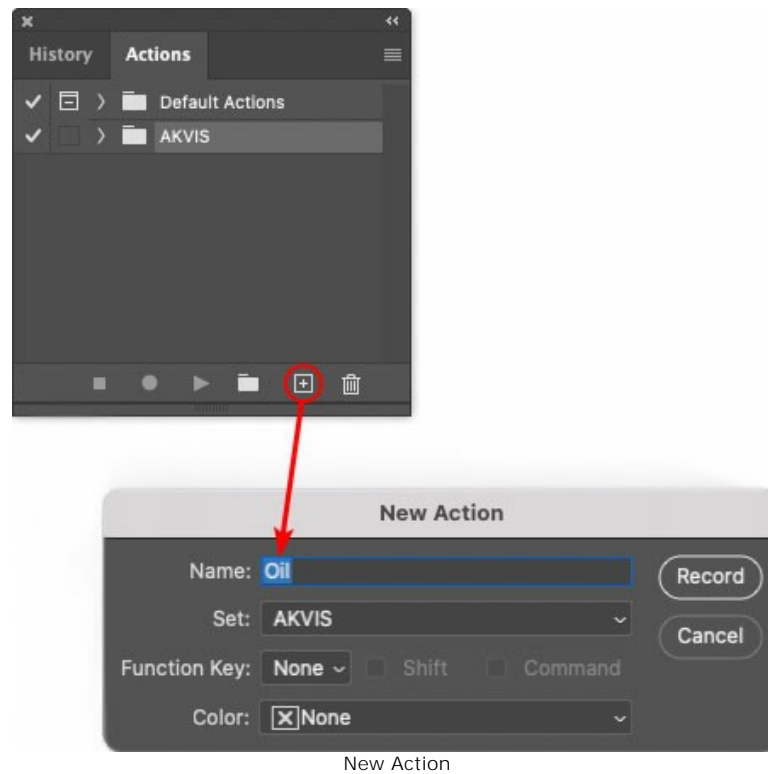 History Actions
Default Actions
AKVIS
New Action
Name: Oil
Record
Set: AKVIS
Cancel
Function Key: None Shift Command
Color: None
New Action